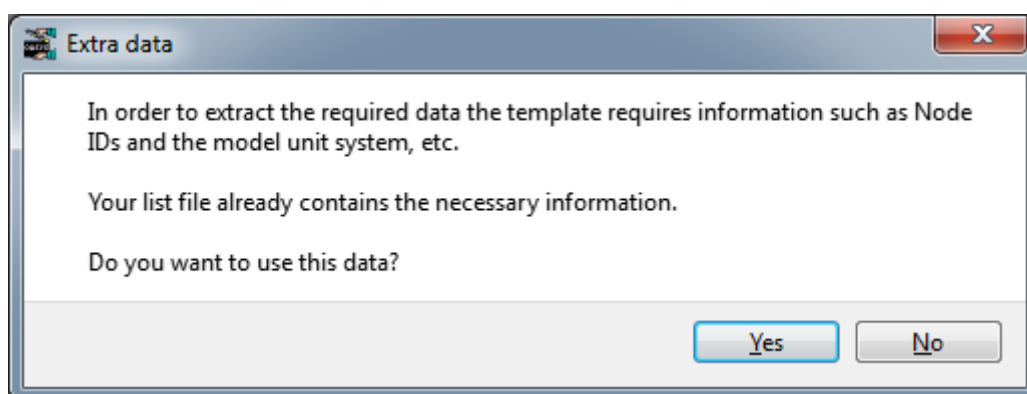 Extra data
In order to extract the required data the template requires information such as Node
IDs and the model unit system, etc.
Your list file already contains the necessary information.
Do you want to use this data?
Yes
No